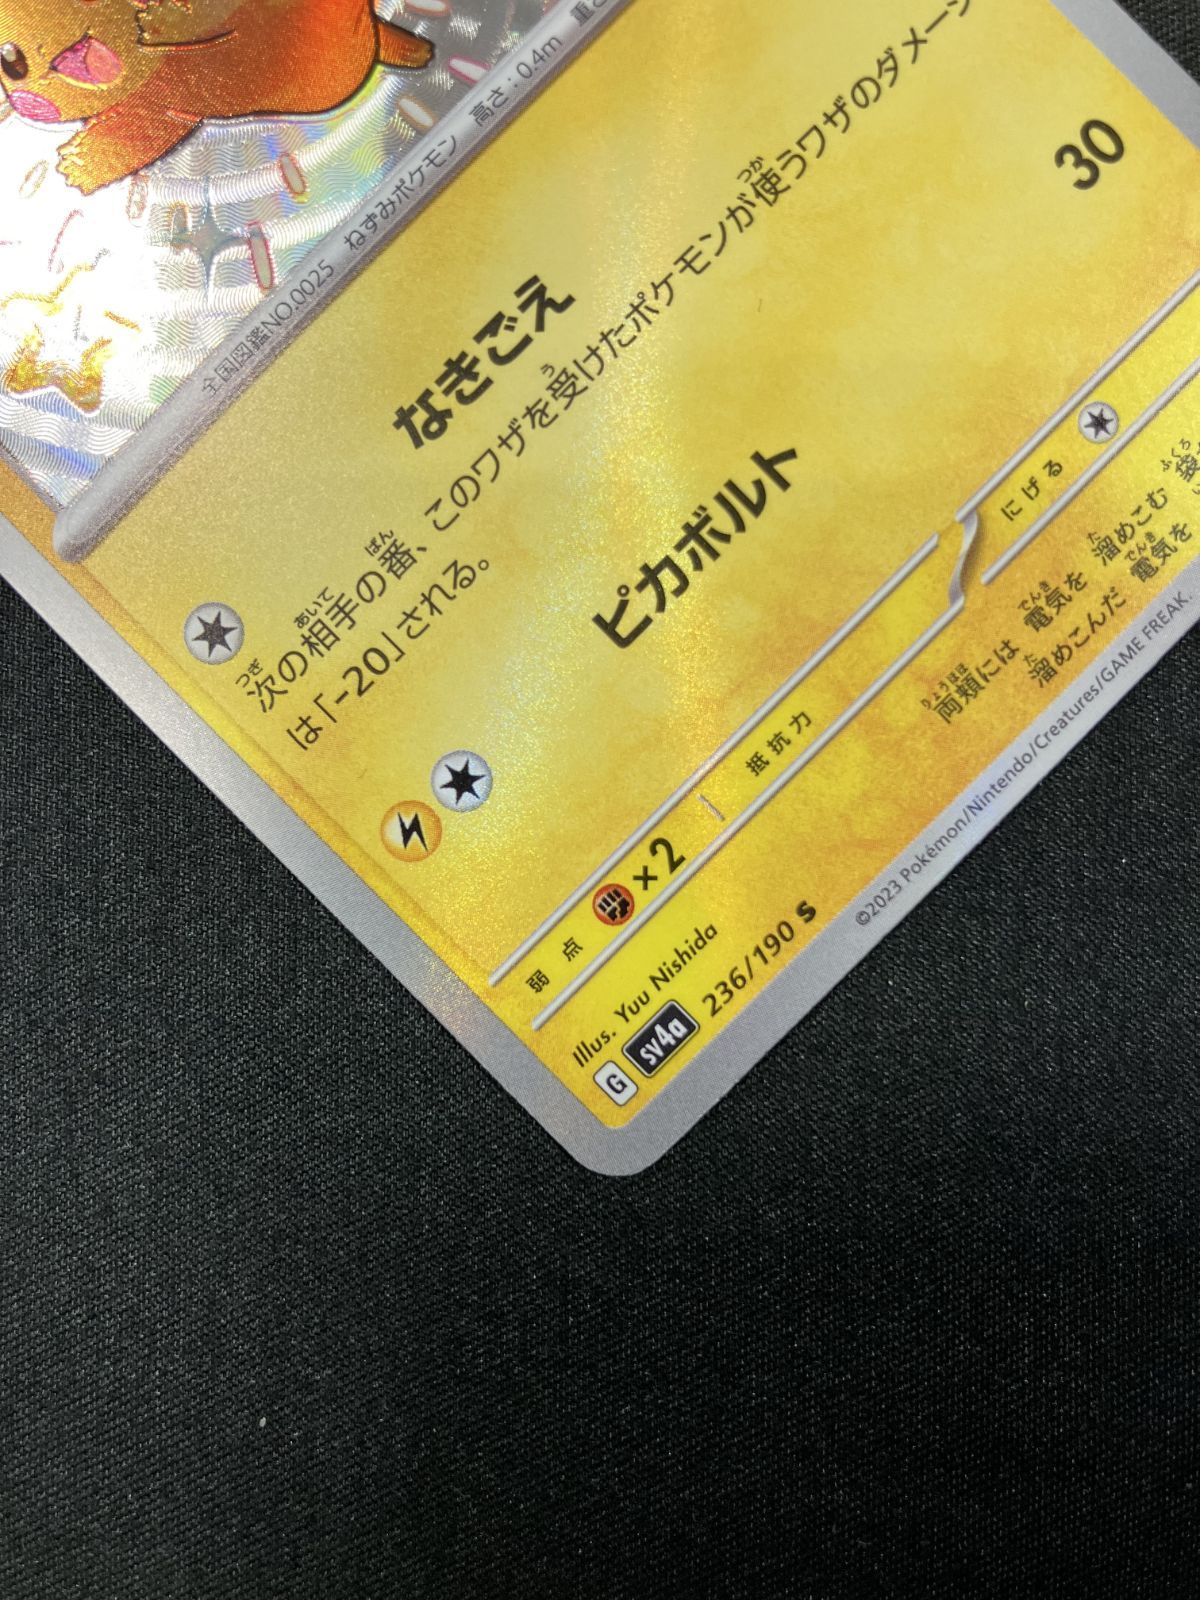 全国図鑑NO.0025 ねずみポケモン 高さ：0.4m 重さ
なきごえ
次の相手の番、このワザを受けたポケモンが使うワザのダメージ
は「-20」される。
ピカボルト 30
弱点 ×2 抵抗力 にげる
Illus. Yuu Nishida
両頬には 電気を 溜めこむ 袋
溜めこんだ 電気を
G sv4a 236/190 S
©2023 Pokémon/Nintendo/Creatures/GAME FREAK.